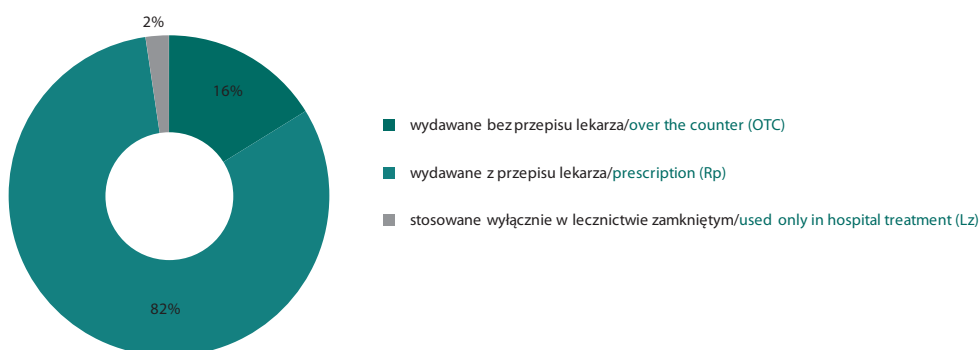 2%
16%
wydawane bez przepisu lekarza/over the counter (OTC)
wydawane z przepisu lekarza/prescription (Rp)
stosowane wyłącznie w lecznictwie zamkniętym/used only in hospital treatment (Lz)
82%